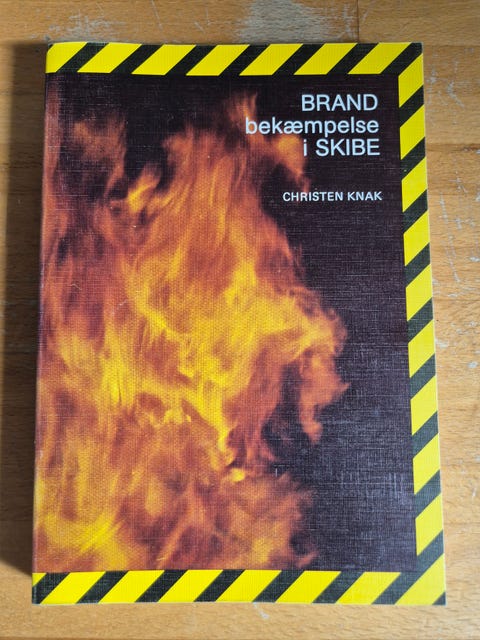 BRAND
bekæmpelse
i SKIBE
CHRISTEN KNAK